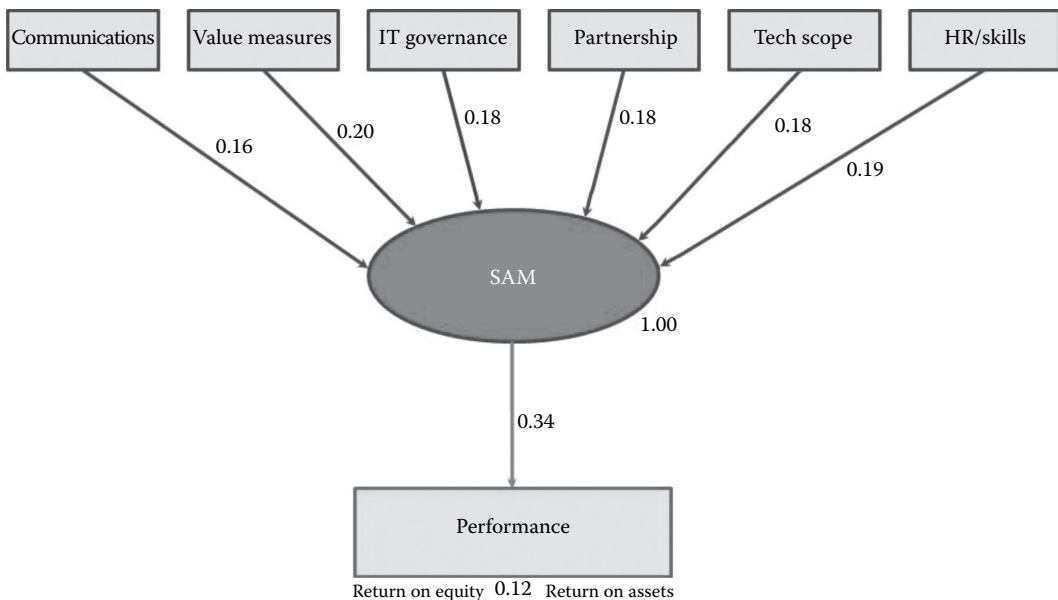 Communications
Value measures
IT governance
Partnership
Tech scope
HR/skills
0.16
0.20
0.18
0.18
0.18
0.19
SAM
1.00
0.34
Performance
Return on equity 0.12 Return on assets